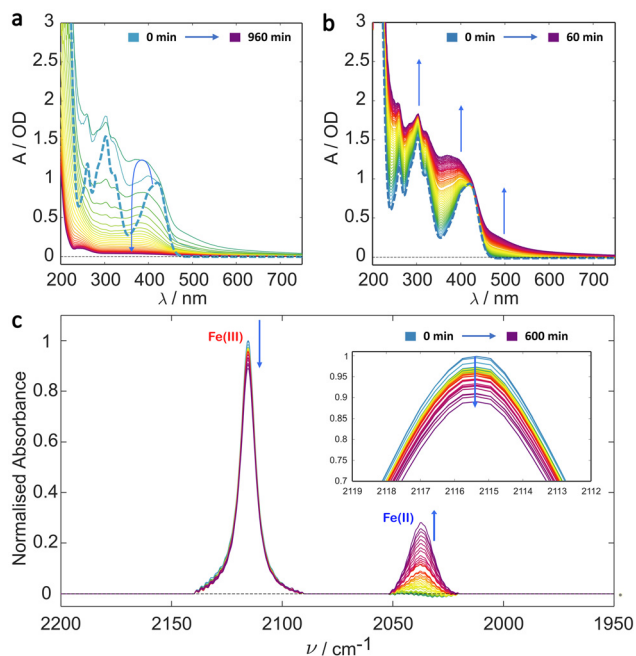 a
0 min → 960 min
A / OD
3
2.5
2
1.5
1
0.5
0
200 300 400 500 600 700
λ / nm
b
0 min → 60 min
A / OD
3
2.5
2
1.5
1
0.5
0
200 300 400 500 600 700
λ / nm
c
Fe(III)
0 min → 600 min
1
0.95
0.9
0.85
0.8
0.75
0.7
2119 2118 2117 2116 2115 2114 2113 2112
Fe(II)
Normalised Absorbance
1
0.8
0.6
0.4
0.2
0
2200 2150 2100 2050 2000 1950
ν / cm-1